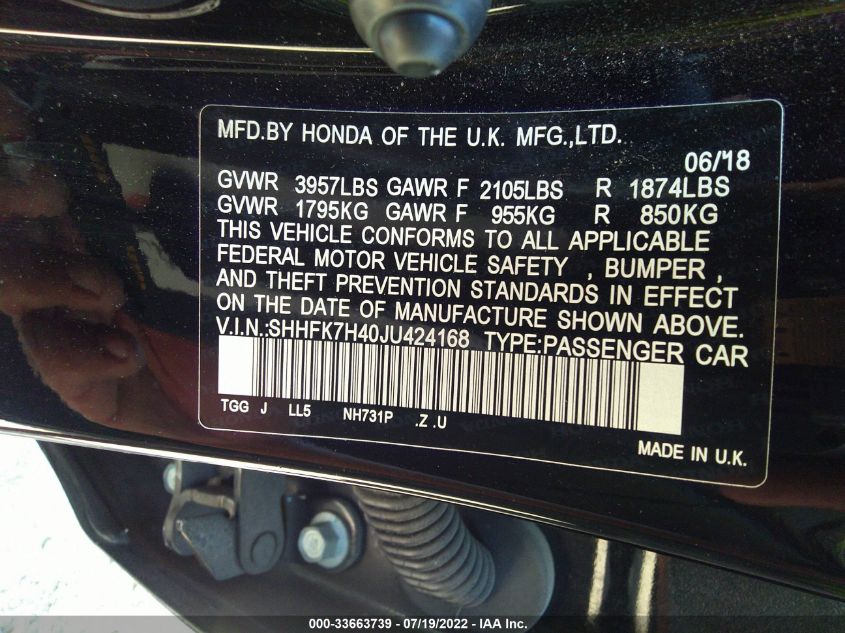 MFD.BY HONDA OF THE U.K. MFG.,LTD.
06/18
GVWR 3957LBS GAWR F 2105LBS R 1874LBS
GVWR 1795KG GAWR F 955KG R 850KG
THIS VEHICLE CONFORMS TO ALL APPLICABLE
FEDERAL MOTOR VEHICLE SAFETY , BUMPER ,
AND THEFT PREVENTION STANDARDS IN EFFECT
ON THE DATE OF MANUFACTURE SHOWN ABOVE.
V.I.N.:SHHFK7H40JU424168 TYPE:PASSENGER CAR
TGG J LL5 NH731P .Z .U
MADE IN U.K.
000-33663739 - 07/19/2022 - IAA Inc.